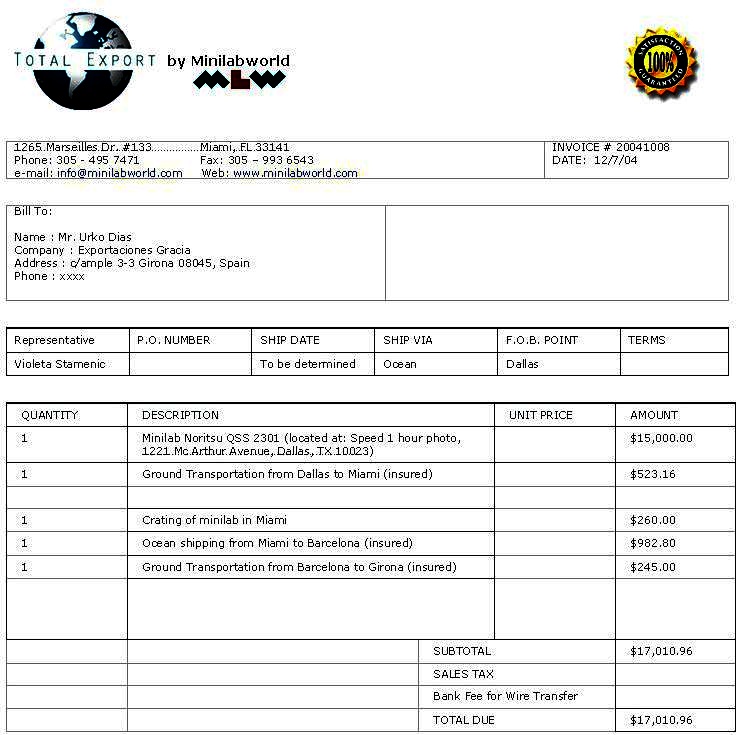 TOTAL EXPORT by Minilabworld
MLW
SATISFACTION
100%
GUARANTEED
1265 Marseilles Dr. #133 Miami, FL 33141
Phone: 305 - 495 7471 Fax: 305 – 993 6543
e-mail: info@minilabworld.com Web: www.minilabworld.com
INVOICE # 20041008
DATE: 12/7/04
Bill To:
Name : Mr. Urko Dias
Company : Exportaciones Gracia
Address : c/ample 3-3 Girona 08045, Spain
Phone : xxxx
Representative P.O. NUMBER SHIP DATE SHIP VIA F.O.B. POINT TERMS
Violeta Stamenic To be determined Ocean Dallas
QUANTITY DESCRIPTION UNIT PRICE AMOUNT
1 Minilab Noritsu QSS 2301 (located at: Speed 1 hour photo, $15,000.00
1221 Mc Arthur Avenue, Dallas, TX 10023)
1 Ground Transportation from Dallas to Miami (insured) $523.16
1 Crating of minilab in Miami $260.00
1 Ocean shipping from Miami to Barcelona (insured) $982.80
1 Ground Transportation from Barcelona to Girona (insured) $245.00
SUBTOTAL $17,010.96
SALES TAX
Bank Fee for Wire Transfer
TOTAL DUE $17,010.96